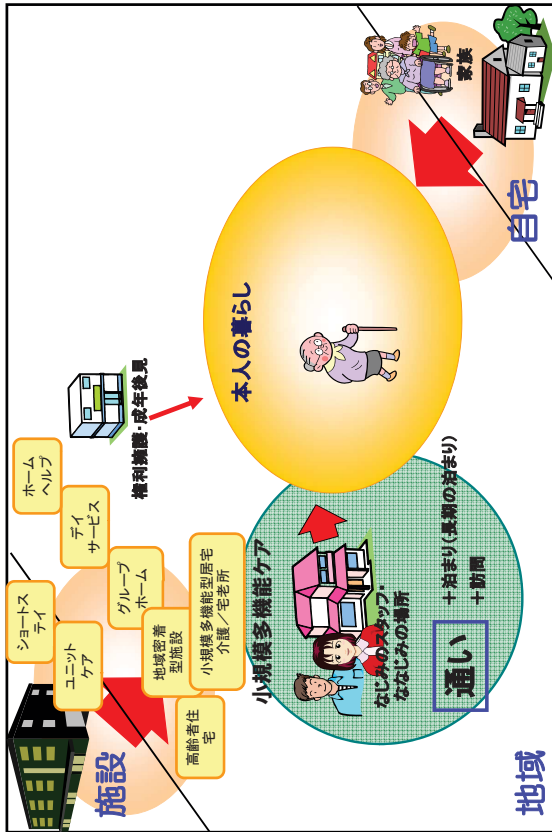 施設
ショートス
テイ
ホーム
ヘルプ
ユニット
ケア
デイ
サービス
高齢者住
宅
地域密着
型施設
グループ
ホーム
小規模多機能型居宅
介護／宅老所
権利擁護・成年後見
小規模多機能ケア
なじみのスタッフ・
ななじみの場所
通い
＋泊まり(長期の泊まり)
＋訪問
本人の暮らし
家族
自宅
地域